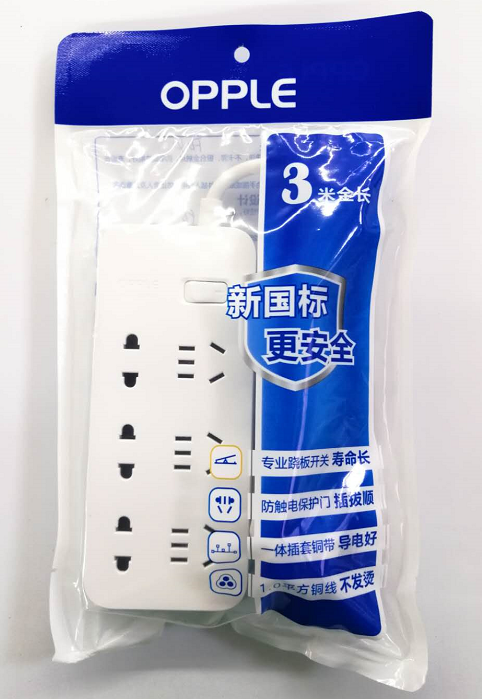 OPPLE
3米全长
新国标
更安全
专业跷板开关 寿命长
防触电保护门 插拔顺
一体插套铜带 导电好
1.0平方铜线 不发烫